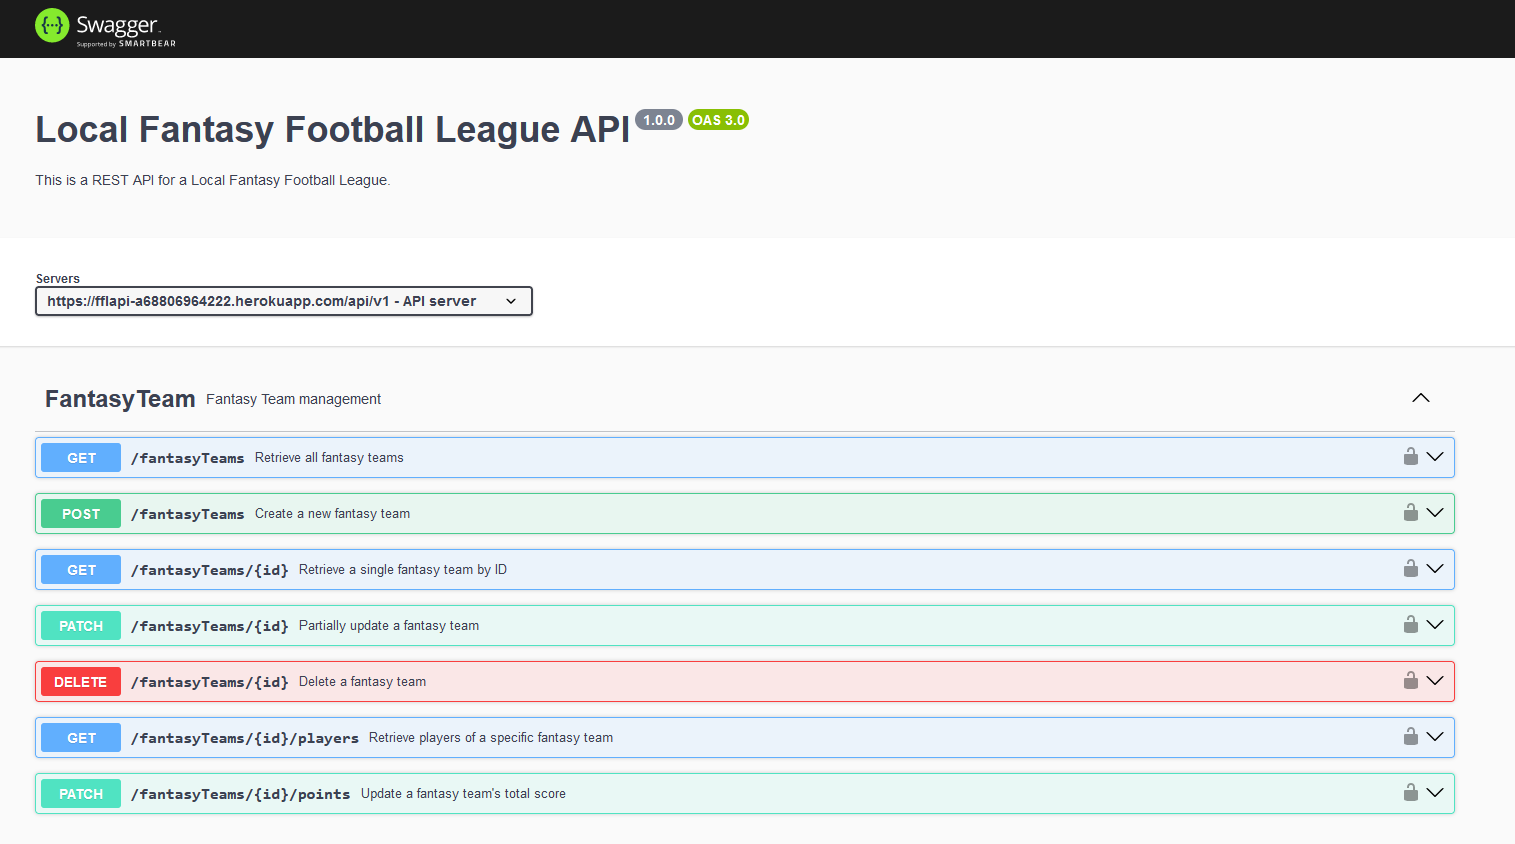 {···} Swagger™
Supported by SMARTBEAR
Local Fantasy Football League API 1.0.0 OAS 3.0
This is a REST API for a Local Fantasy Football League.
Servers
https://fflapi-a68806964222.herokuapp.com/api/v1 - API server
FantasyTeam Fantasy Team management
GET /fantasyTeams Retrieve all fantasy teams
POST /fantasyTeams Create a new fantasy team
GET /fantasyTeams/{id} Retrieve a single fantasy team by ID
PATCH /fantasyTeams/{id} Partially update a fantasy team
DELETE /fantasyTeams/{id} Delete a fantasy team
GET /fantasyTeams/{id}/players Retrieve players of a specific fantasy team
PATCH /fantasyTeams/{id}/points Update a fantasy team's total score